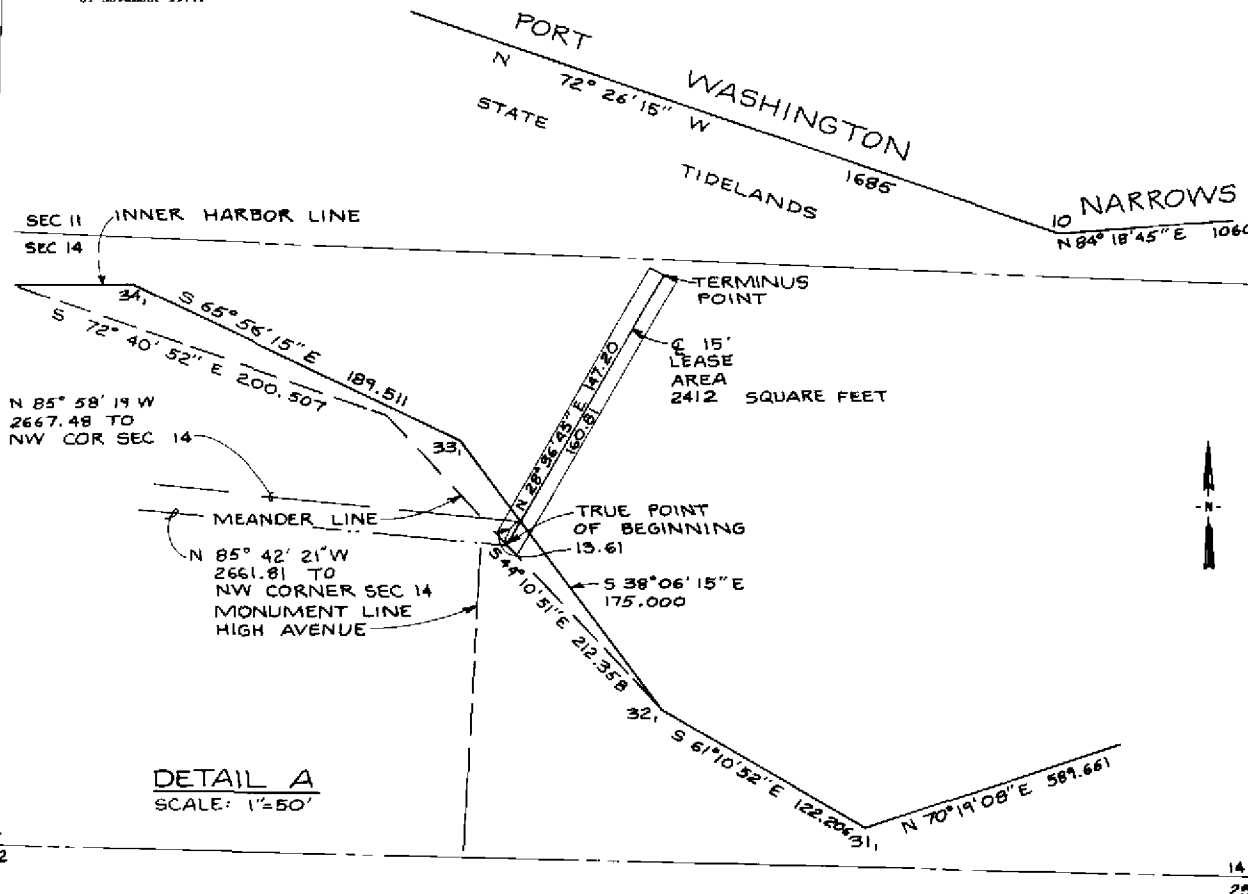 PORT
WASHINGTON
NARROWS
N 72° 26' 15" W
1685
STATE
TIDELANDS
10
N 84° 18' 45" E 1060
SEC 11
SEC 14
INNER HARBOR LINE
TERMINUS
POINT
34,
S 65° 56' 15" E
189.511
S 72° 40' 52" E 200.507
℄ 15'
LEASE
AREA
2412 SQUARE FEET
N 28° 36' 45" E 147.20
160.81
N 85° 58' 19 W
2667.48 TO
NW COR SEC 14
33,
MEANDER LINE
TRUE POINT
OF BEGINNING
13.61
N 85° 42' 21" W
2661.81 TO
NW CORNER SEC 14
MONUMENT LINE
HIGH AVENUE
S 38° 06' 15" E
175.000
S 44° 10' 51" E 212.358
-N-
32,
S 61° 10' 52" E 122.206
31,
N 70° 19' 08" E 589.661
DETAIL A
SCALE: 1"=50'
2
14